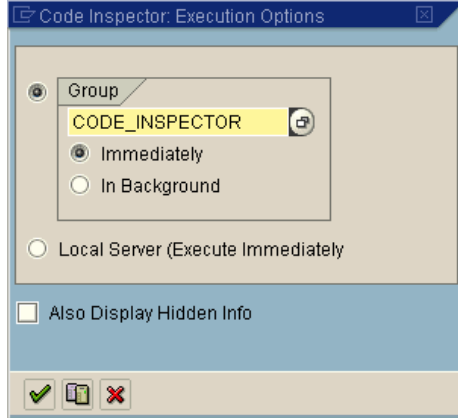 Code Inspector: Execution Options
Group
CODE_INSPECTOR
Immediately
In Background
Local Server (Execute Immediately
Also Display Hidden Info